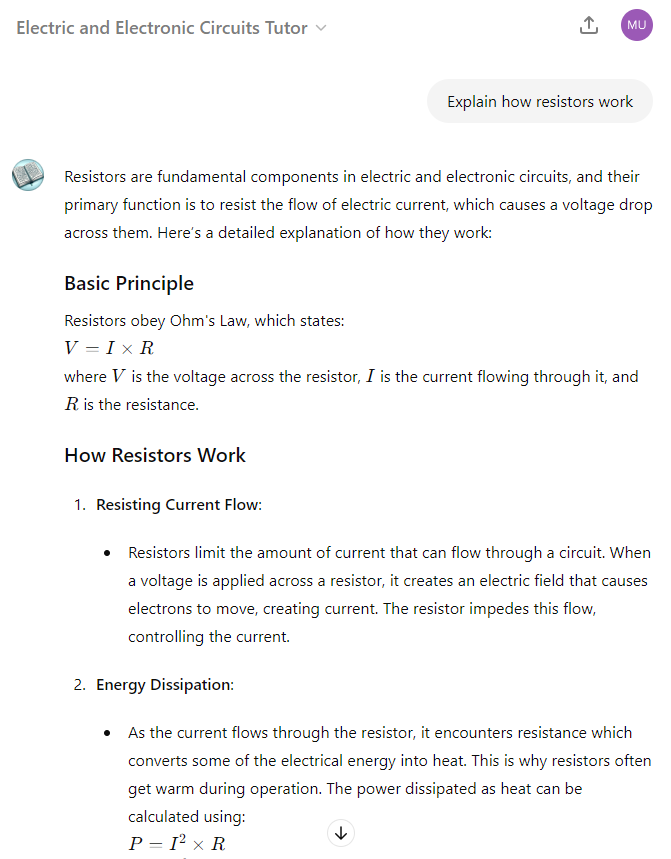 Electric and Electronic Circuits Tutor
MU
Explain how resistors work
Resistors are fundamental components in electric and electronic circuits, and their
primary function is to resist the flow of electric current, which causes a voltage drop
across them. Here's a detailed explanation of how they work:
Basic Principle
Resistors obey Ohm's Law, which states:
V = I × R
where V is the voltage across the resistor, I is the current flowing through it, and
R is the resistance.
How Resistors Work
1. Resisting Current Flow:
• Resistors limit the amount of current that can flow through a circuit. When
a voltage is applied across a resistor, it creates an electric field that causes
electrons to move, creating current. The resistor impedes this flow,
controlling the current.
2. Energy Dissipation:
• As the current flows through the resistor, it encounters resistance which
converts some of the electrical energy into heat. This is why resistors often
get warm during operation. The power dissipated as heat can be
calculated using:
P = I² × R